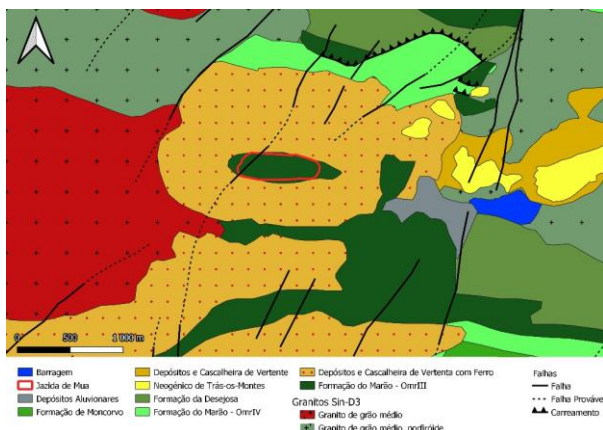 0 500 1 000 m
Barragem
Jazida de Mua
Depósitos Aluvionares
Formação de Moncorvo
Depósitos e Cascalheira de Vertente
Neogénico de Trás-os-Montes
Formação da Desejosa
Formação do Marão - OmrIV
Depósitos e Cascalheira de Vertenta com Ferro
Formação do Marão - OmrIII
Granitos Sin-D3
Granito de grão médio
Granito de grão médio, porfiróide
Falhas
Falha
Falha Provável
Carreamento